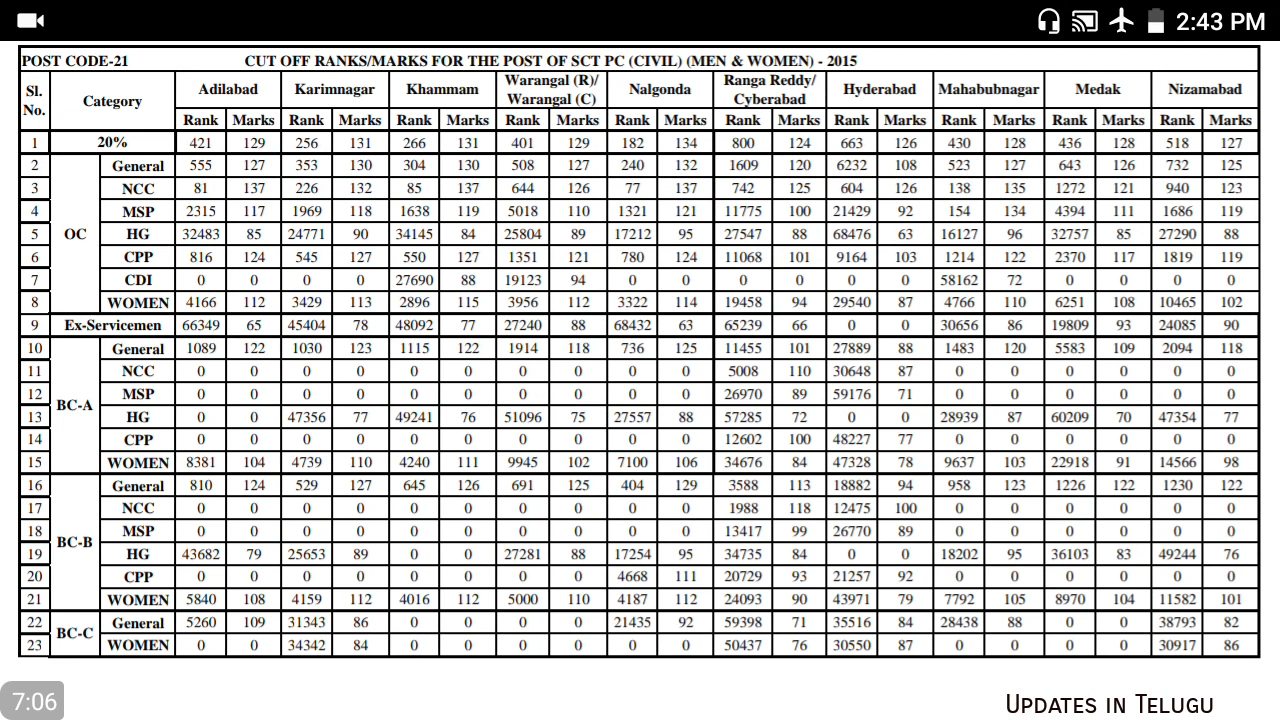 2:43 PM
POST CODE-21 CUT OFF RANKS/MARKS FOR THE POST OF SCT PC (CIVIL) (MEN & WOMEN) - 2015
Sl. No. Category Adilabad Karimnagar Khammam Warangal (R)/ Warangal (C) Nalgonda Ranga Reddy/ Cyberabad Hyderabad Mahabubnagar Medak Nizamabad
Rank Marks Rank Marks Rank Marks Rank Marks Rank Marks Rank Marks Rank Marks Rank Marks Rank Marks Rank Marks
1 20% 421 129 256 131 266 131 401 129 182 134 800 124 663 126 430 128 436 128 518 127
2 OC General 555 127 353 130 304 130 508 127 240 132 1609 120 6232 108 523 127 643 126 732 125
3 NCC 81 137 226 132 85 137 644 126 77 137 742 125 604 126 138 135 1272 121 940 123
4 MSP 2315 117 1969 118 1638 119 5018 110 1321 121 11775 100 21429 92 154 134 4394 111 1686 119
5 HG 32483 85 24771 90 34145 84 25804 89 17212 95 27547 88 68476 63 16127 96 32757 85 27290 88
6 CPP 816 124 545 127 550 127 1351 121 780 124 11068 101 9164 103 1214 122 2370 117 1819 119
7 CDI 0 0 0 0 27690 88 19123 94 0 0 0 0 0 0 58162 72 0 0 0 0
8 WOMEN 4166 112 3429 113 2896 115 3956 112 3322 114 19458 94 29540 87 4766 110 6251 108 10465 102
9 Ex-Servicemen 66349 65 45404 78 48092 77 27240 88 68432 63 65239 66 0 0 30656 86 19809 93 24085 90
10 BC-A General 1089 122 1030 123 1115 122 1914 118 736 125 11455 101 27889 88 1483 120 5583 109 2094 118
11 NCC 0 0 0 0 0 0 0 0 0 0 5008 110 30648 87 0 0 0 0 0 0
12 MSP 0 0 0 0 0 0 0 0 0 0 26970 89 59176 71 0 0 0 0 0 0
13 HG 0 0 47356 77 49241 76 51096 75 27557 88 57285 72 0 0 28939 87 60209 70 47354 77
14 CPP 0 0 0 0 0 0 0 0 0 0 12602 100 48227 77 0 0 0 0 0 0
15 WOMEN 8381 104 4739 110 4240 111 9945 102 7100 106 34676 84 47328 78 9637 103 22918 91 14566 98
16 BC-B General 810 124 529 127 645 126 691 125 404 129 3588 113 18882 94 958 123 1226 122 1230 122
17 NCC 0 0 0 0 0 0 0 0 0 0 1988 118 12475 100 0 0 0 0 0 0
18 MSP 0 0 0 0 0 0 0 0 0 0 13417 99 26770 89 0 0 0 0 0 0
19 HG 43682 79 25653 89 0 0 27281 88 17254 95 34735 84 0 0 18202 95 36103 83 49244 76
20 CPP 0 0 0 0 0 0 0 0 4668 111 20729 93 21257 92 0 0 0 0 0 0
21 WOMEN 5840 108 4159 112 4016 112 5000 110 4187 112 24093 90 43971 79 7792 105 8970 104 11582 101
22 BC-C General 5260 109 31343 86 0 0 0 0 21435 92 59398 71 35516 84 28438 88 0 0 38793 82
23 WOMEN 0 0 34342 84 0 0 0 0 0 0 50437 76 30550 87 0 0 0 0 30917 86
7:06
UPDATES IN TELUGU